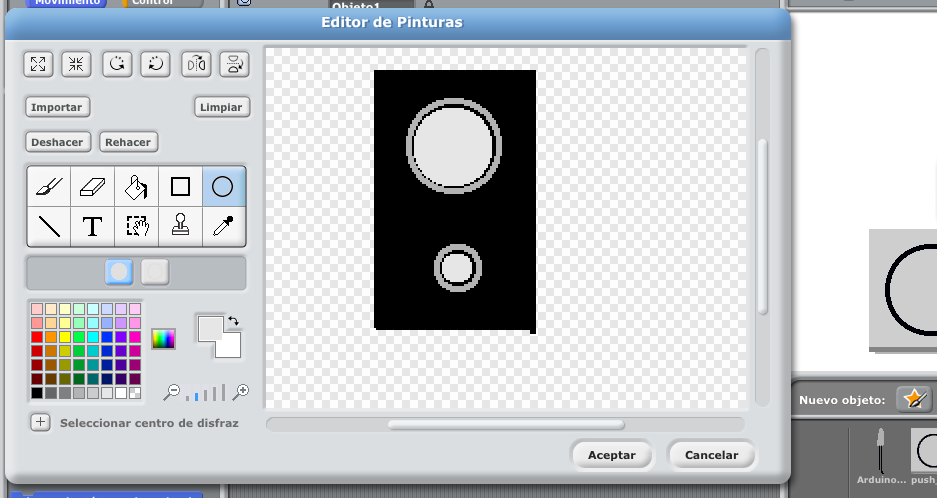 Movimiento
Control
Objeto1
Editor de Pinturas
Importar
Limpiar
Deshacer
Rehacer
T
Seleccionar centro de disfraz
Aceptar
Cancelar
Nuevo objeto:
Arduino...
push